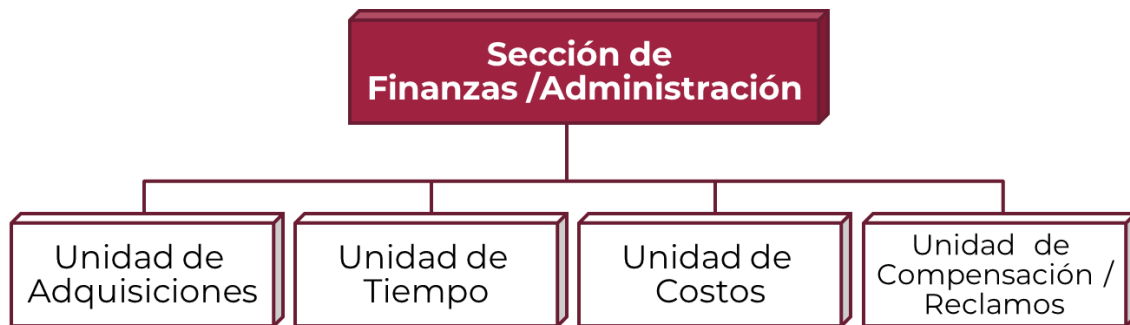 Sección de
Finanzas /Administración
Unidad de
Adquisiciones
Unidad de
Tiempo
Unidad de
Costos
Unidad de
Compensación /
Reclamos